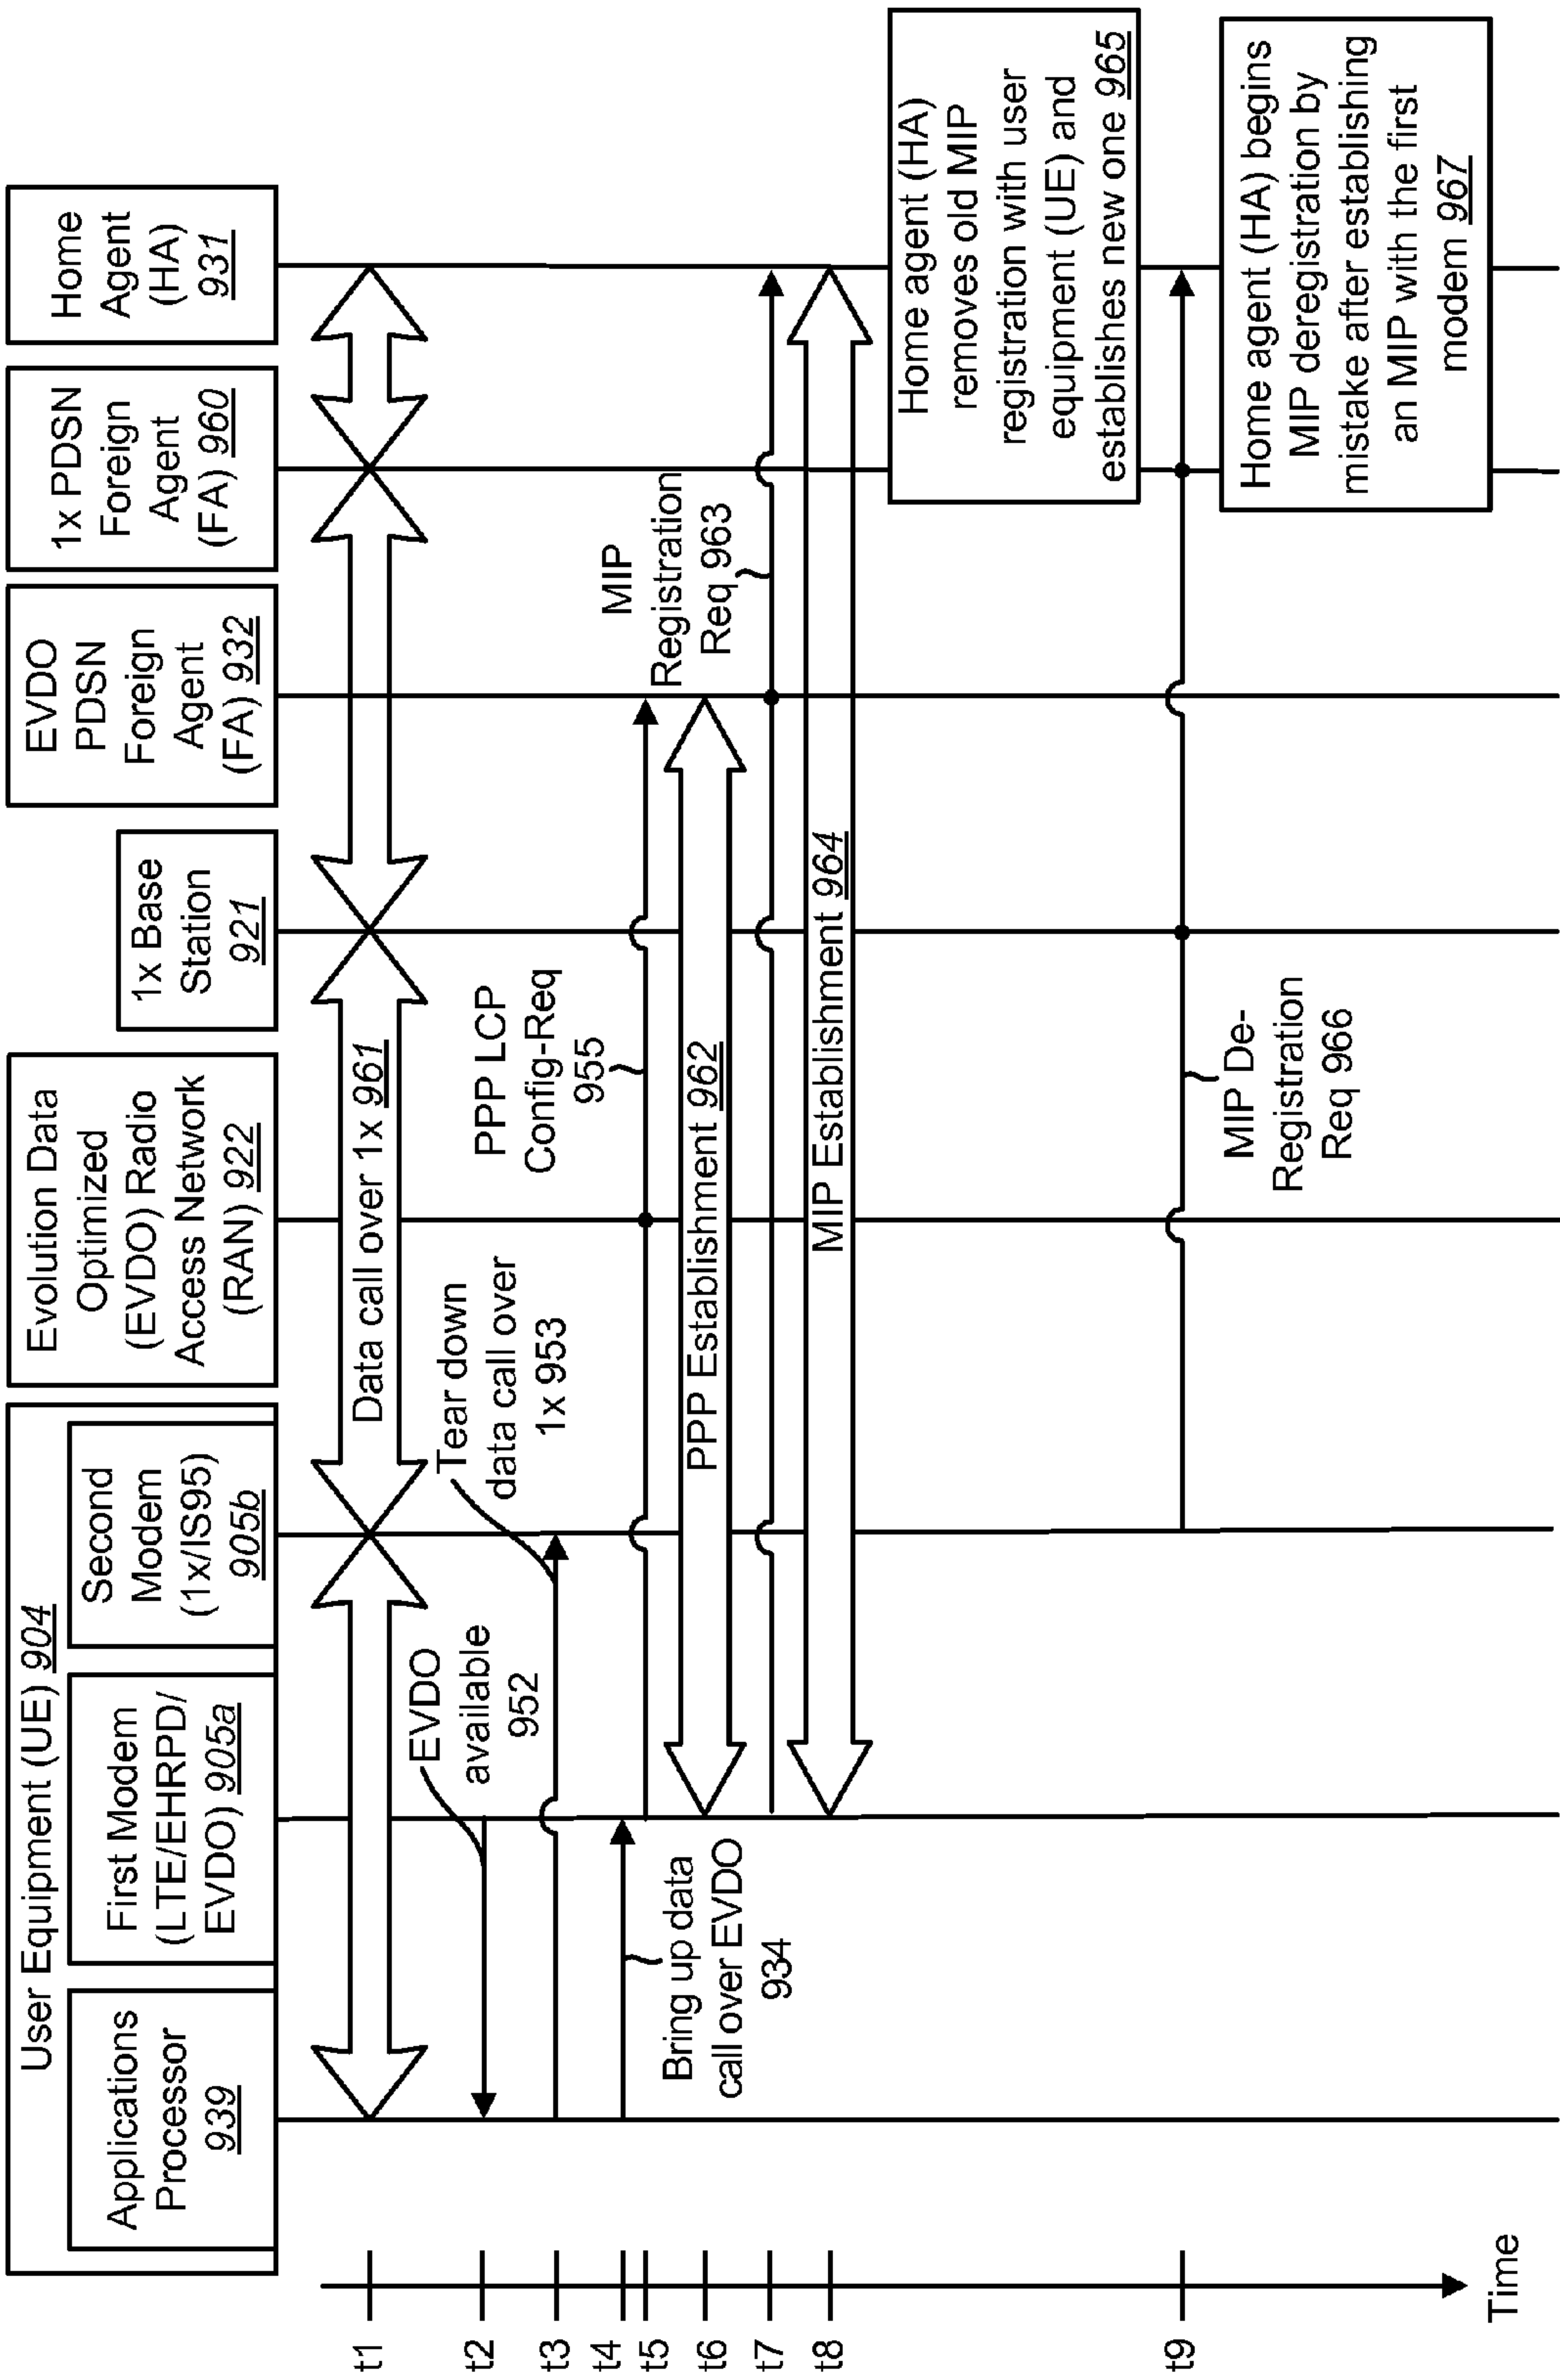 User Equipment (UE) 904
Applications
Processor
939
First Modem
(LTE/EHRPD/
EVDO) 905a
Second
Modem
(1x/IS95)
905b
Evolution Data
Optimized
(EVDO) Radio
Access Network
(RAN) 922
1x Base
Station
921
EVDO
PDSN
Foreign
Agent
(FA) 932
1x PDSN
Foreign
Agent
(FA) 960
Home
Agent
(HA)
931
t1
Data call over 1x 961
t2
EVDO
available
952
t3
Tear down
data call over
1x 953
t4
Bring up data
call over EVDO
934
t5
PPP LCP
Config-Req
955
t6
PPP Establishment 962
t7
MIP
Registration
Req 963
t8
MIP Establishment 964
Home agent (HA)
removes old MIP
registration with user
equipment (UE) and
establishes new one 965
t9
MIP De-
Registration
Req 966
Home agent (HA) begins
MIP deregistration by
mistake after establishing
an MIP with the first
modem 967
Time